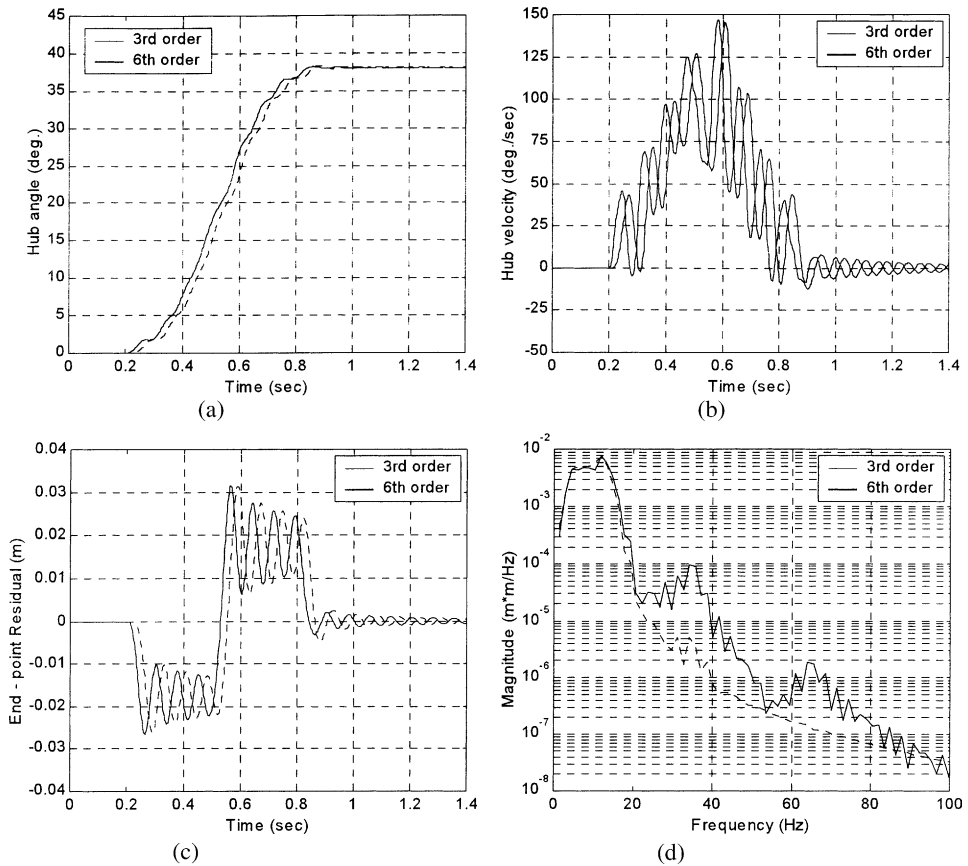 45
40
35
30
25
20
15
10
5
0
3rd order
6th order
Hub angle (deg.)
0 0.2 0.4 0.6 0.8 1 1.2 1.4
Time (sec)
(a)
150
125
100
75
50
25
0
-25
-50
3rd order
6th order
Hub velocity (deg./sec)
0 0.2 0.4 0.6 0.8 1 1.2 1.4
Time (sec)
(b)
0.04
0.03
0.02
0.01
0
-0.01
-0.02
-0.03
-0.04
3rd order
6th order
End - point Residual (m)
0 0.2 0.4 0.6 0.8 1 1.2 1.4
Time (sec)
(c)
10⁻²
10⁻³
10⁻⁴
10⁻⁵
10⁻⁶
10⁻⁷
10⁻⁸
3rd order
6th order
Magnitude (m*m/Hz)
0 20 40 60 80 100
Frequency (Hz)
(d)